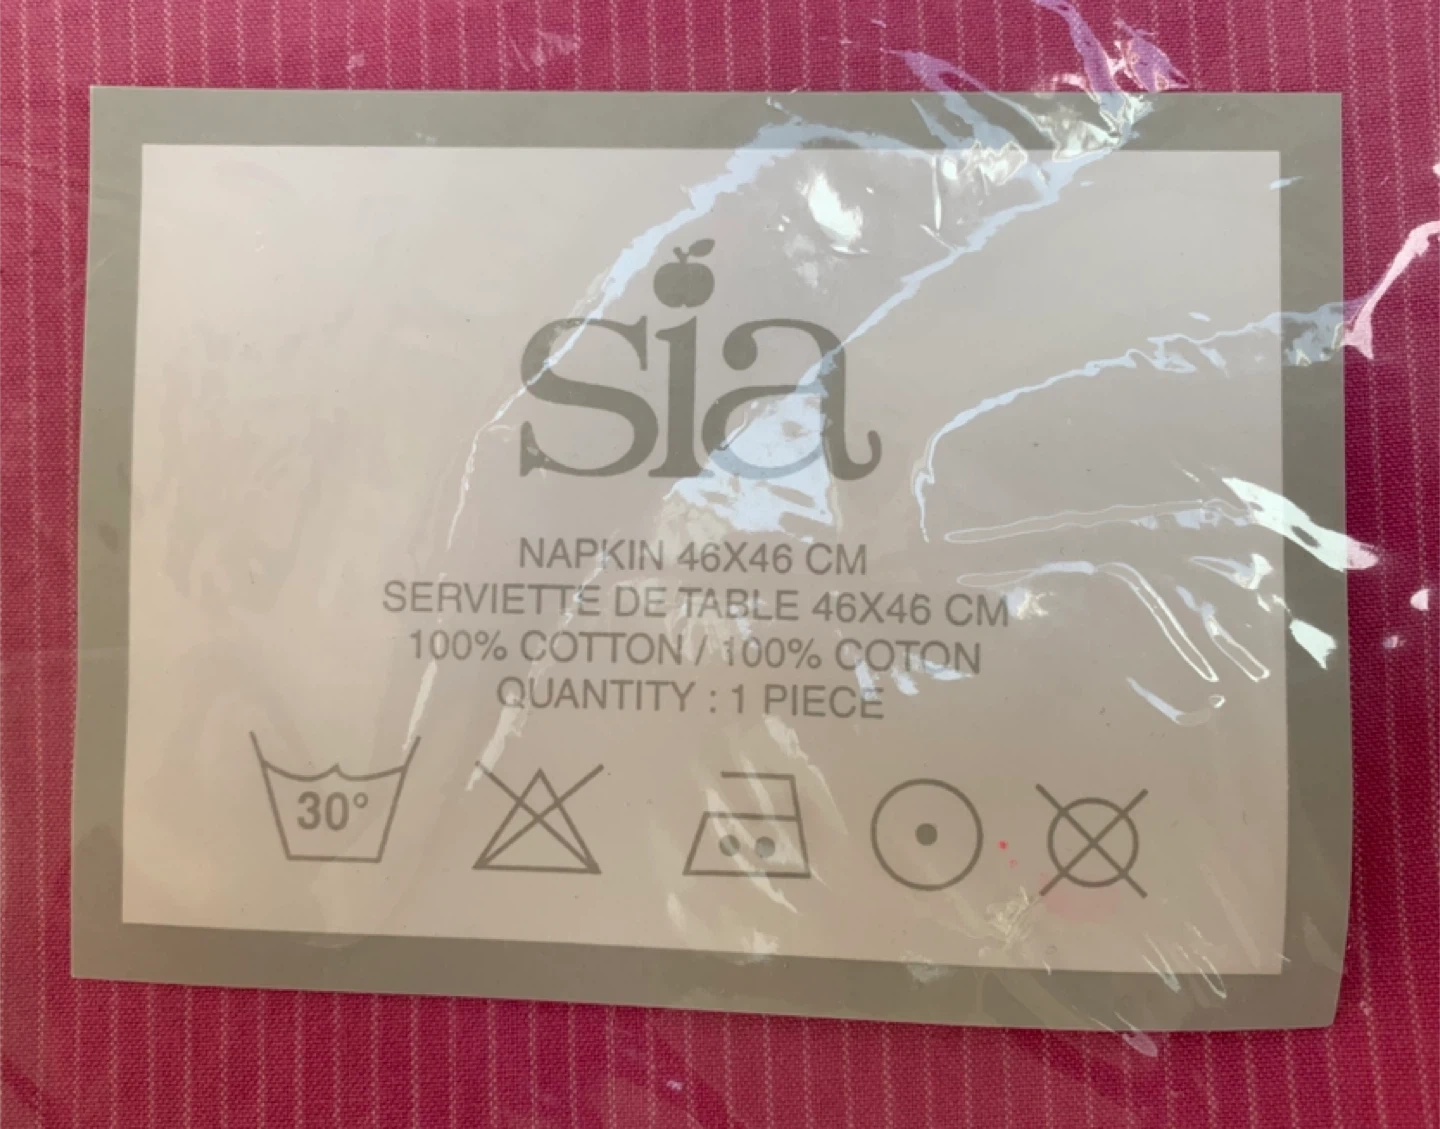 sia
NAPKIN 46X46 CM
SERVIETTE DE TABLE 46X46 CM
100% COTTON / 100% COTON
QUANTITY : 1 PIECE
30°